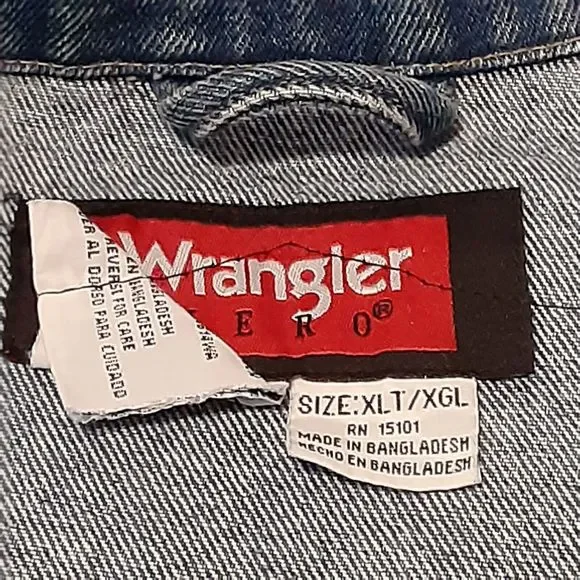 Wrangler
ERO®
SIZE:XLT/XGL
RN 15101
MADE IN BANGLADESH
HECHO EN BANGLADESH
BANGLADESH
REVERSE FOR CARE
AL DORSO PARA CUIDADO